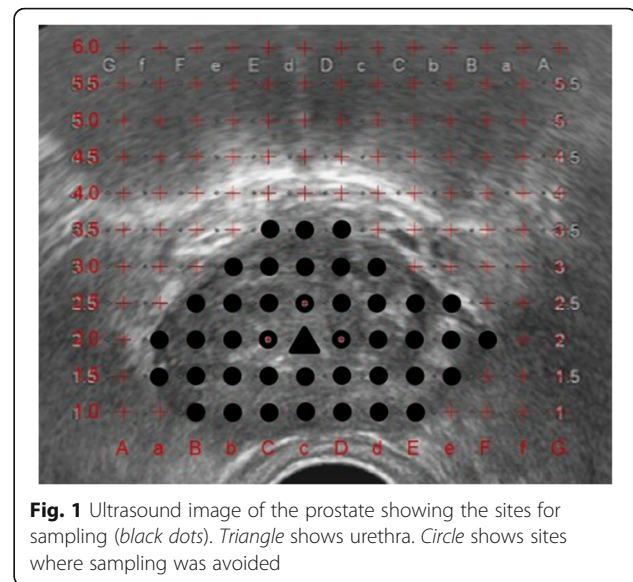 6.0
G f F e E d D c C b B a A
5.5 5.5
5.0 5
4.5 4.5
4.0 4
3.5 3.5
3.0 3
2.5 2.5
2.0 2
1.5 1.5
1.0 1
A a B b C c D d E e F f G
Fig. 1 Ultrasound image of the prostate showing the sites for
sampling (black dots). Triangle shows urethra. Circle shows sites
where sampling was avoided